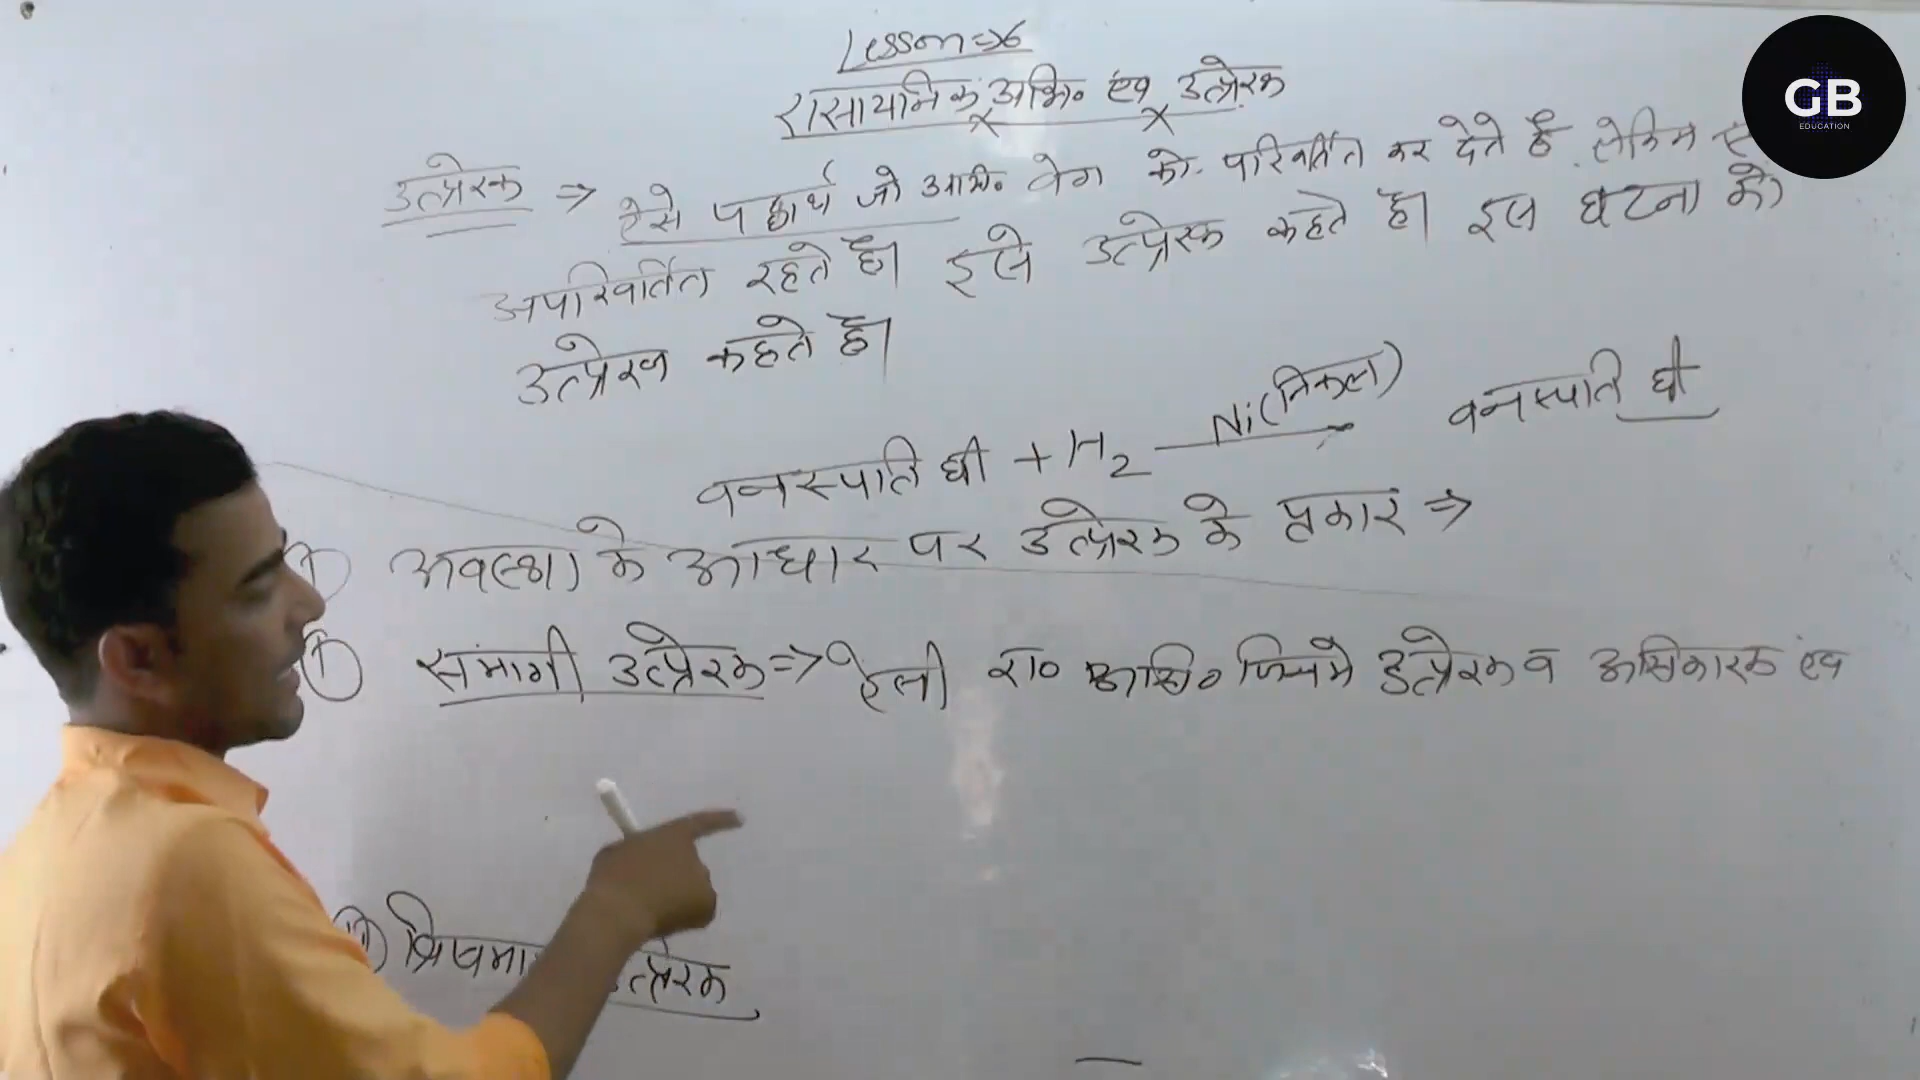 Lesson => 6
रासायनिक अभि० एव उत्प्रेरक
GB
EDUCATION
उत्प्रेरक => ऐसे पदार्थ जो अभि० वेग को परिवर्तित कर देते है लेकिन
अपरिवर्तित रहते है। इसे उत्प्रेरक कहते है। इस घटना को
उत्प्रेरण कहते है।
वनस्पति घी + H2 Ni(निकल) वनस्पति घी
अवस्था के आधार पर उत्प्रेरक के प्रकार =>
समांगी उत्प्रेरक => ऐसी रा० अभि० जिसमे उत्प्रेरक व अभिकारक एव
उत्प्रेरक